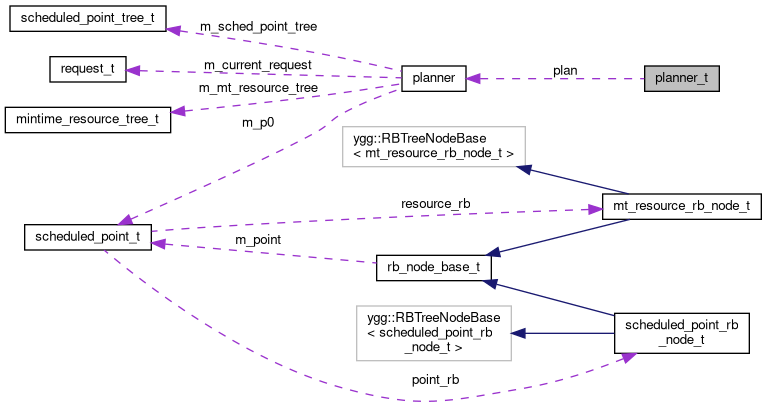 scheduled_point_tree_t
m_sched_point_tree
request_t
m_current_request
planner
plan
planner_t
m_mt_resource_tree
mintime_resource_tree_t
m_p0
ygg::RBTreeNodeBase
< mt_resource_rb_node_t >
resource_rb
mt_resource_rb_node_t
scheduled_point_t
m_point
rb_node_base_t
ygg::RBTreeNodeBase
< scheduled_point_rb
_node_t >
scheduled_point_rb
_node_t
point_rb